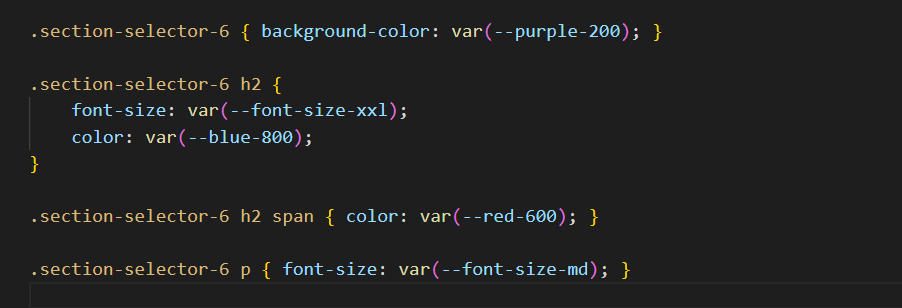 .section-selector-6 { background-color: var(--purple-200); }
.section-selector-6 h2 {
font-size: var(--font-size-xxl);
color: var(--blue-800);
}
.section-selector-6 h2 span { color: var(--red-600); }
.section-selector-6 p { font-size: var(--font-size-md); }